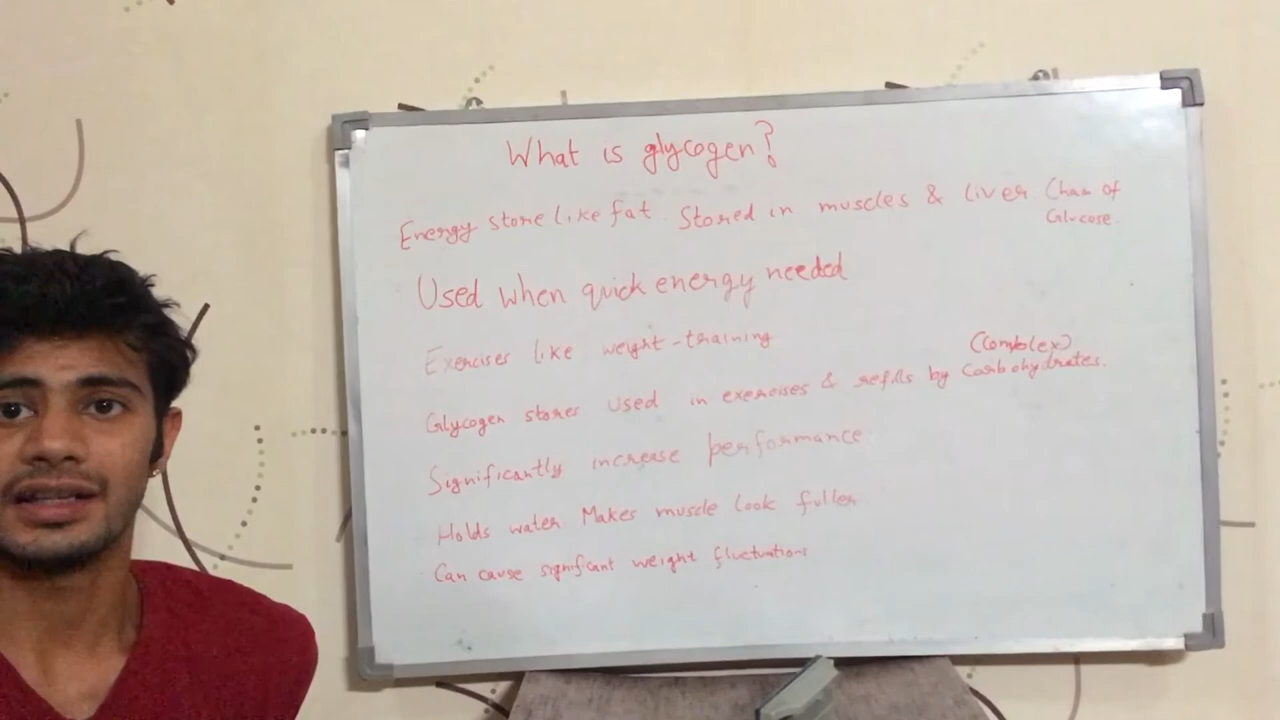 What is glycogen?
Energy store like fat. Stored in muscles & liver Chain of
Glucose.
Used when quick energy needed
Exercises like weight-training
(Complex)
Glycogen stores used in exercises & refills by Carbohydrates.
Significantly increase performance
Holds water. Makes muscle look fuller
Can cause significant weight fluctuations